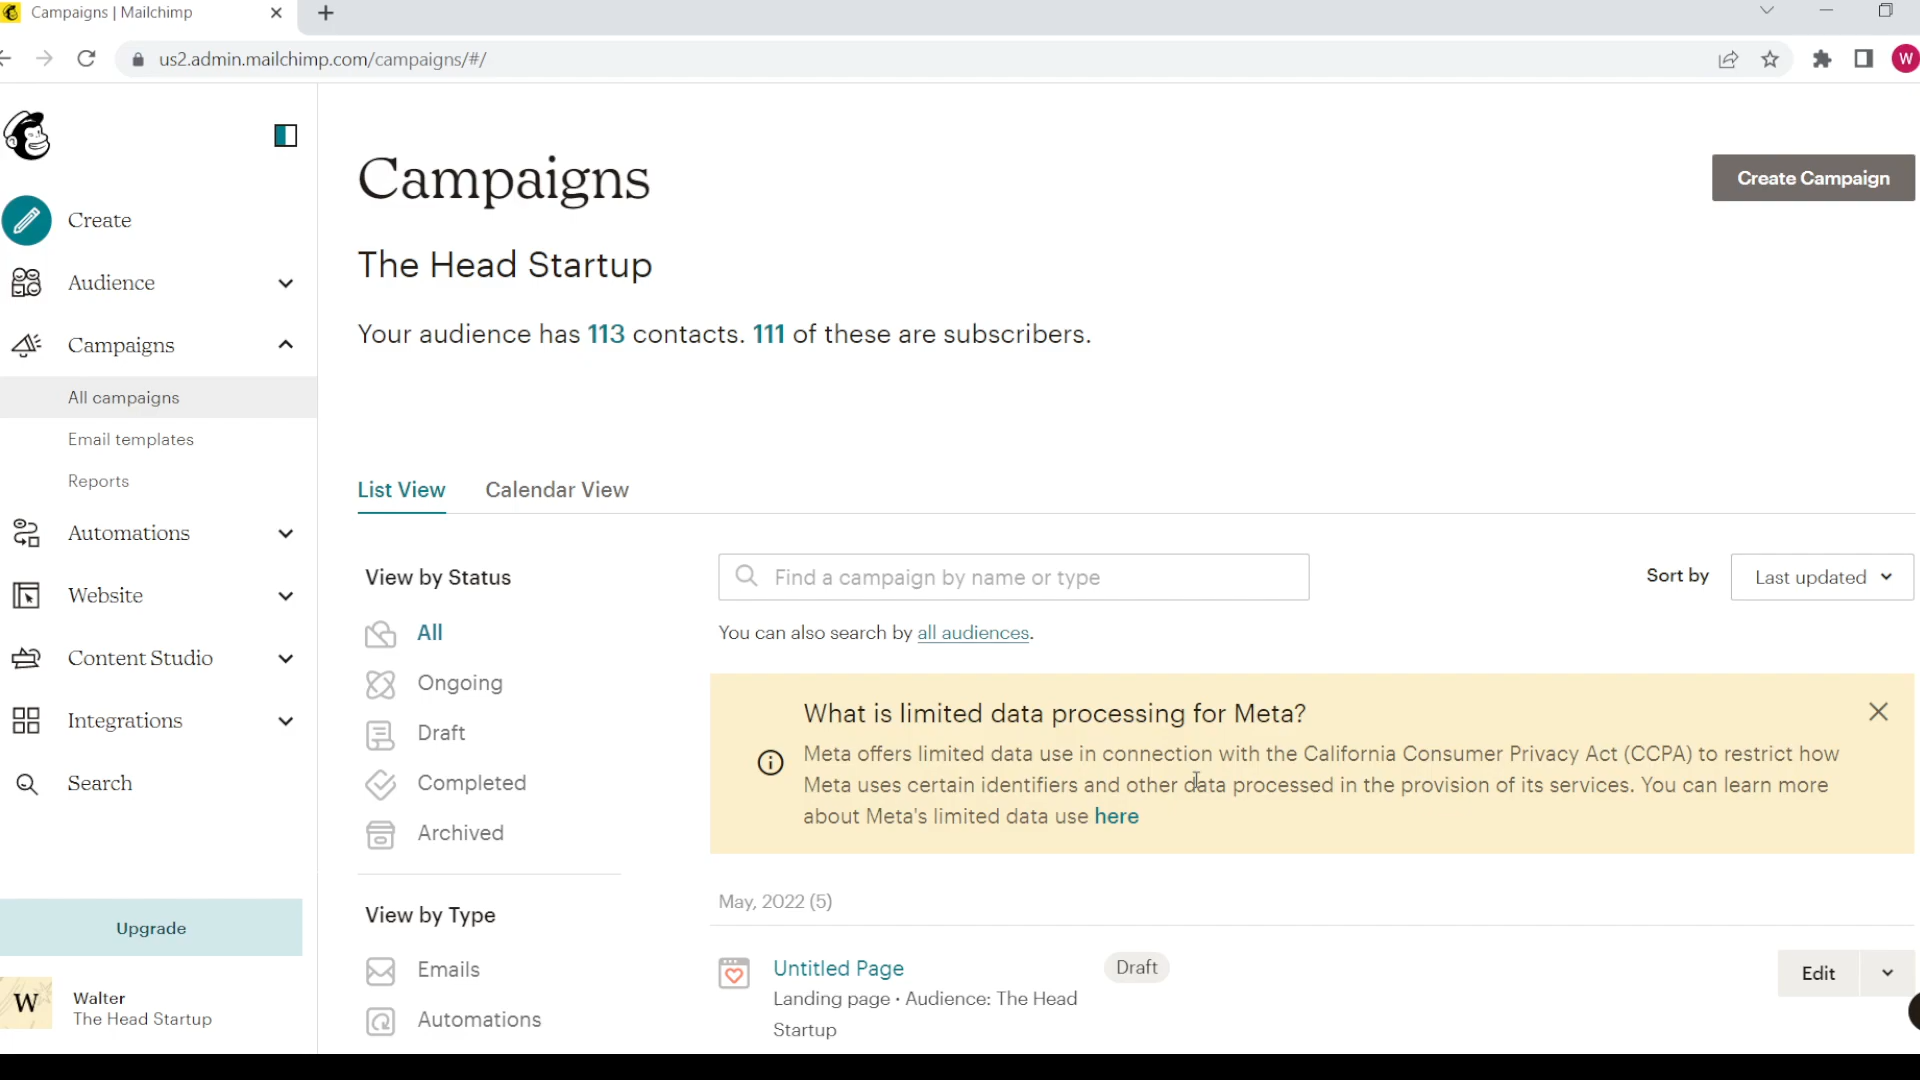 Campaigns | Mailchimp
us2.admin.mailchimp.com/campaigns/#/
W
Create
Audience
Campaigns
All campaigns
Email templates
Reports
Automations
Website
Content Studio
Integrations
Search
Upgrade
W
Walter
The Head Startup
Campaigns
Create Campaign
The Head Startup
Your audience has 113 contacts. 111 of these are subscribers.
List View
Calendar View
View by Status
All
Ongoing
Draft
Completed
Archived
View by Type
Emails
Automations
Find a campaign by name or type
Sort by
Last updated
You can also search by all audiences.
What is limited data processing for Meta?
Meta offers limited data use in connection with the California Consumer Privacy Act (CCPA) to restrict how
Meta uses certain identifiers and other data processed in the provision of its services. You can learn more
about Meta's limited data use here
May, 2022 (5)
Untitled Page
Draft
Landing page • Audience: The Head
Startup
Edit